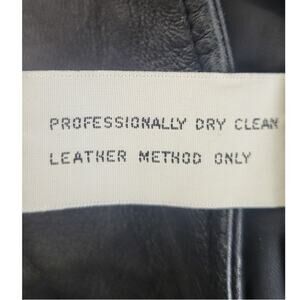 PROFESSIONALLY DRY CLEAN
LEATHER METHOD ONLY